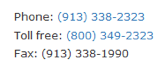 Phone: (913) 338-2323
Toll free: (800) 349-2323
Fax: (913) 338-1990